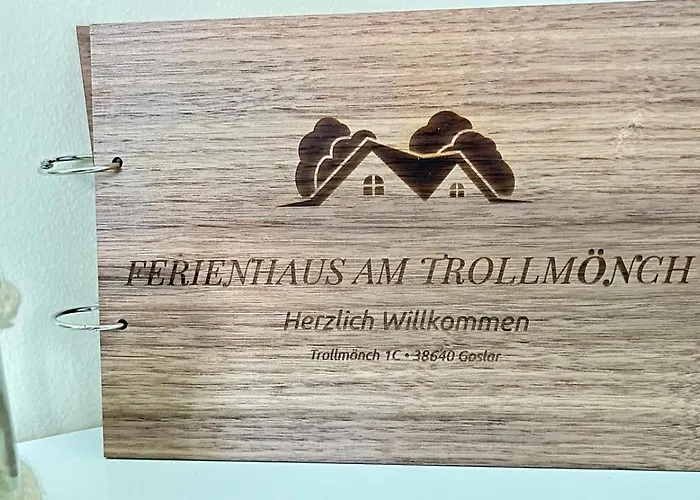 FERIENHAUS AM TROLLMÖNCH
Herzlich Willkommen
Trollmönch 1C • 38640 Goslar